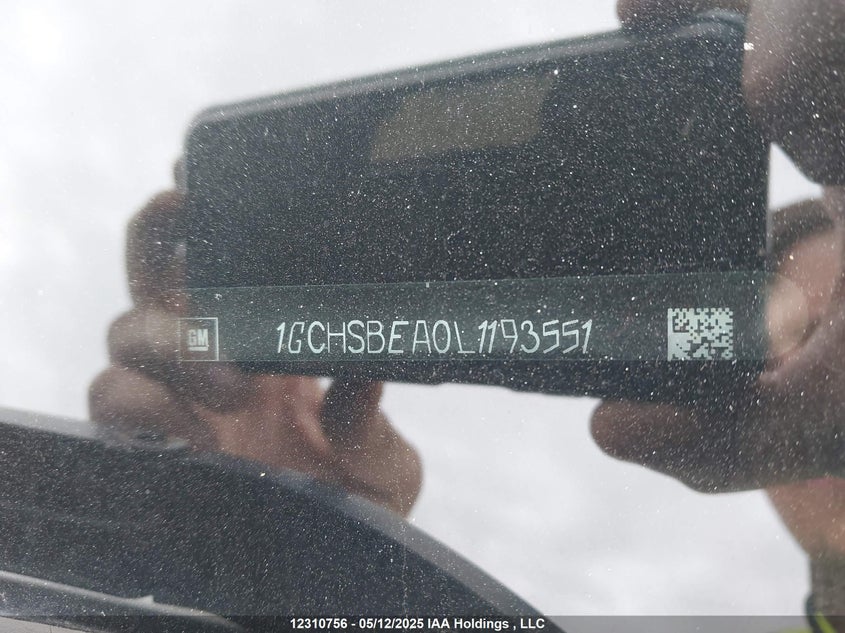 GM 1GCHSBEA0L1193551
12310756 - 05/12/2025 IAA Holdings , LLC